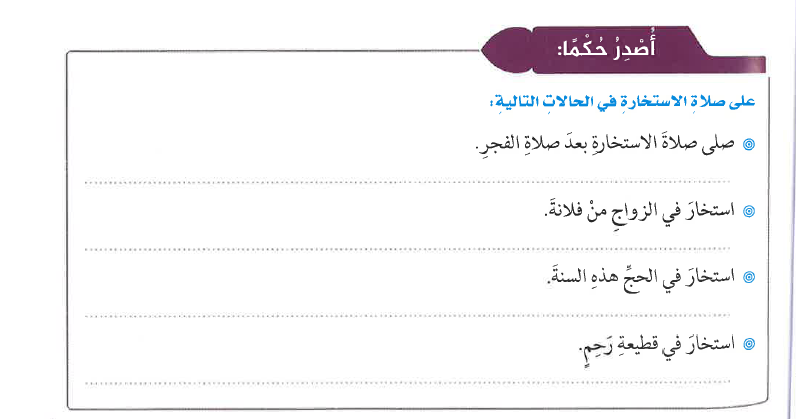 أُصْدِرُ حُكْمًا:
على صلاةِ الاستخارةِ في الحالاتِ التاليةِ:
صلى صلاةَ الاستخارةِ بعدَ صلاةِ الفجرِ.
استخارَ في الزواجِ منْ فلانةَ.
استخارَ في الحجِّ هذهِ السنةَ.
استخارَ في قطيعةِ رَحِمٍ.